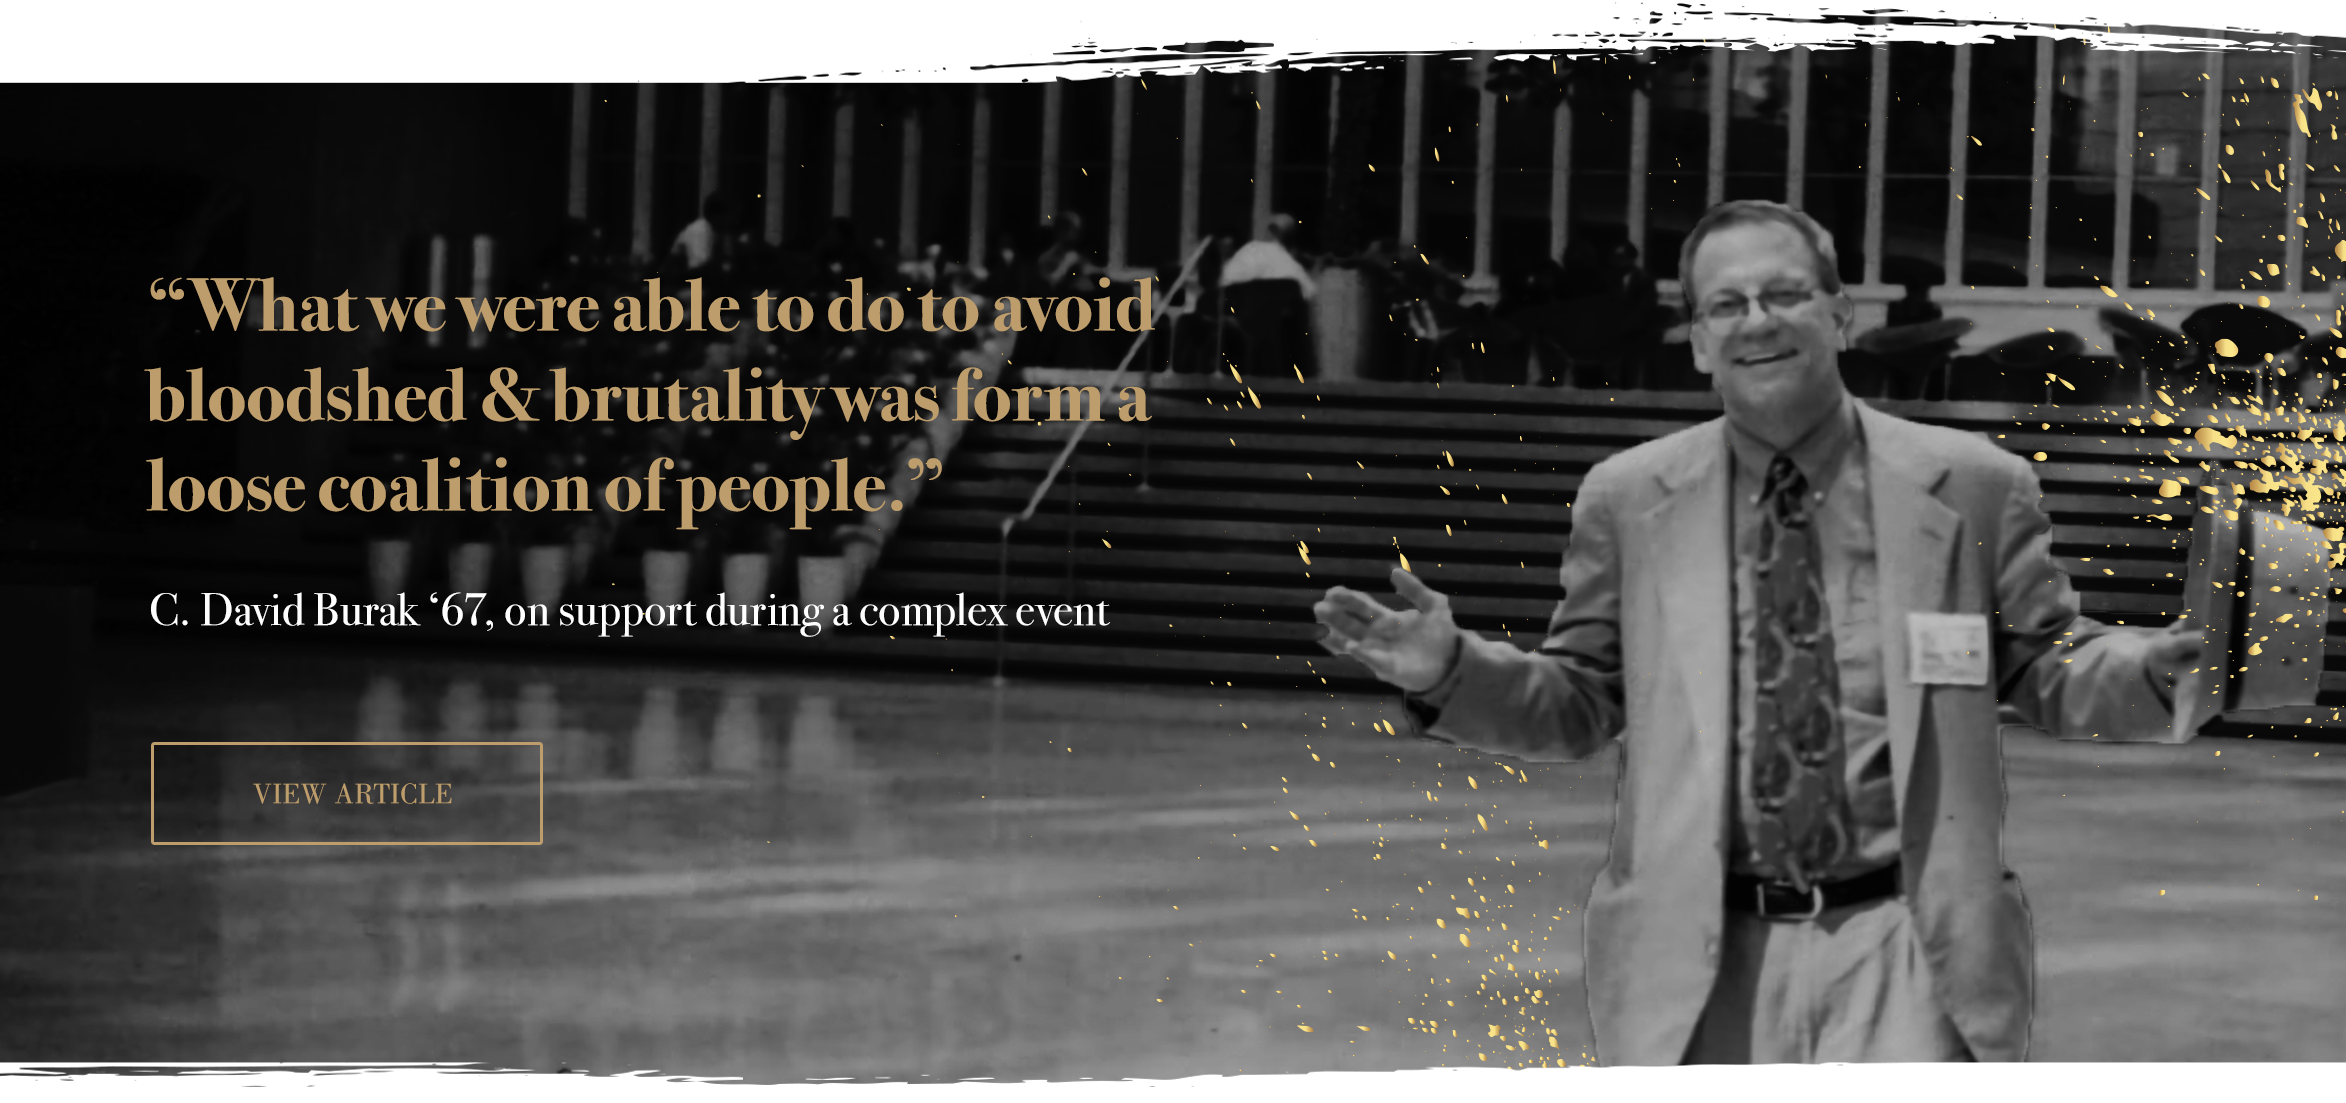 “What we were able to do to avoid
bloodshed & brutality was form a
loose coalition of people.”
C. David Burak ‘67, on support during a complex event
VIEW ARTICLE